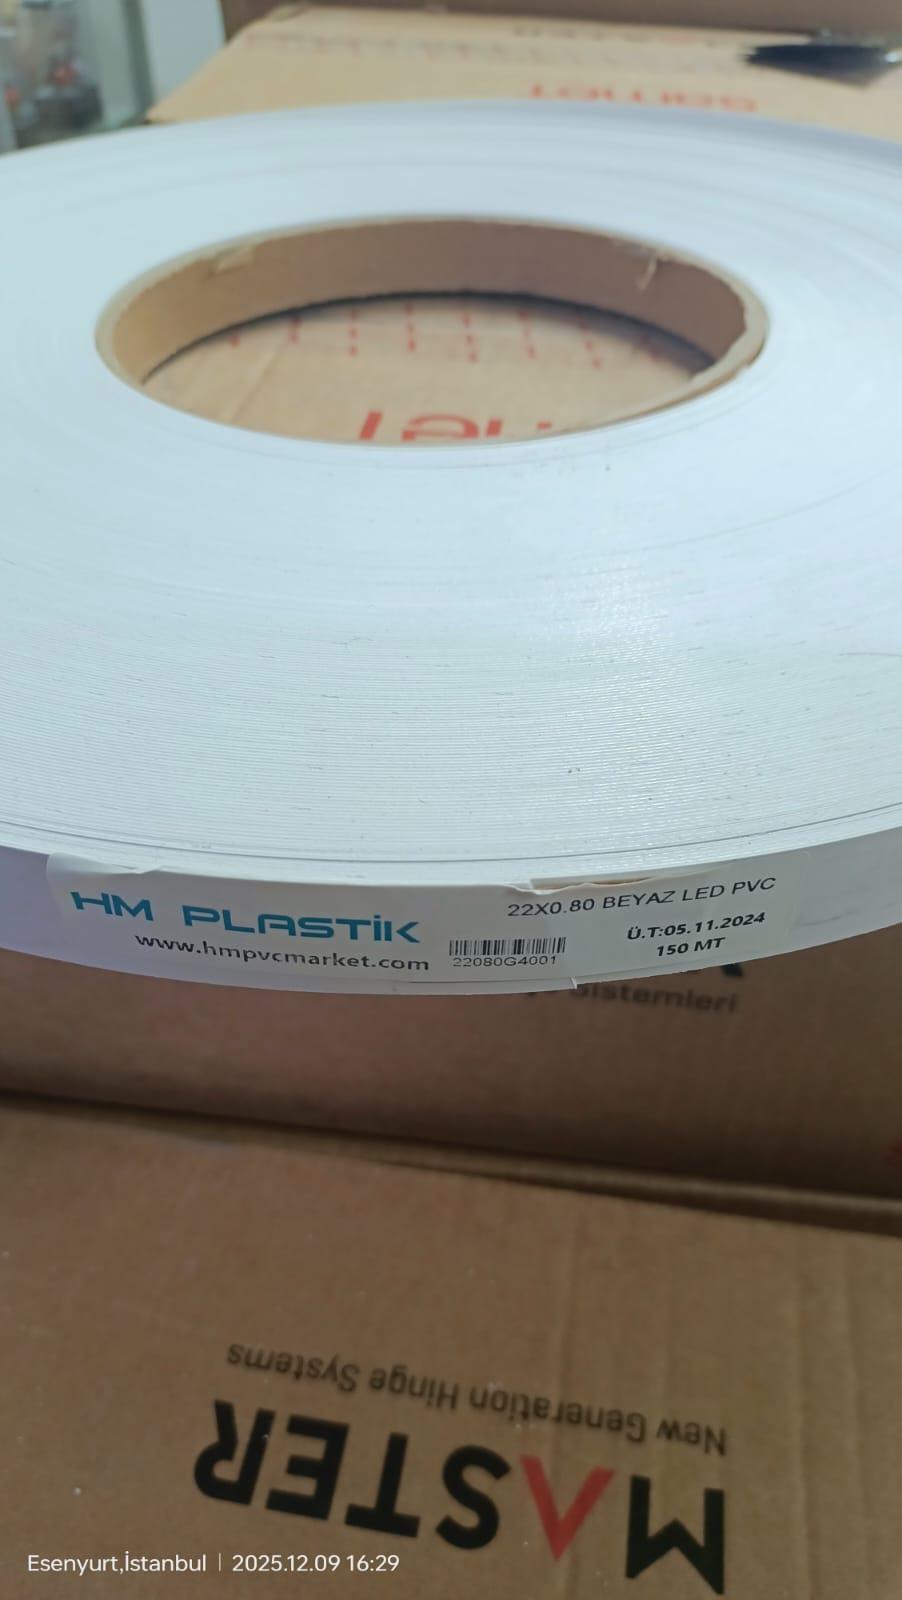 samet
HM PLASTİK
www.hmpvcmarket.com
22080G4001
22X0.80 BEYAZ LED PVC
Ü.T:05.11.2024
150 MT
Sistemleri
MASTER
New Generation Hinge Systems
Esenyurt,İstanbul | 2025.12.09 16:29